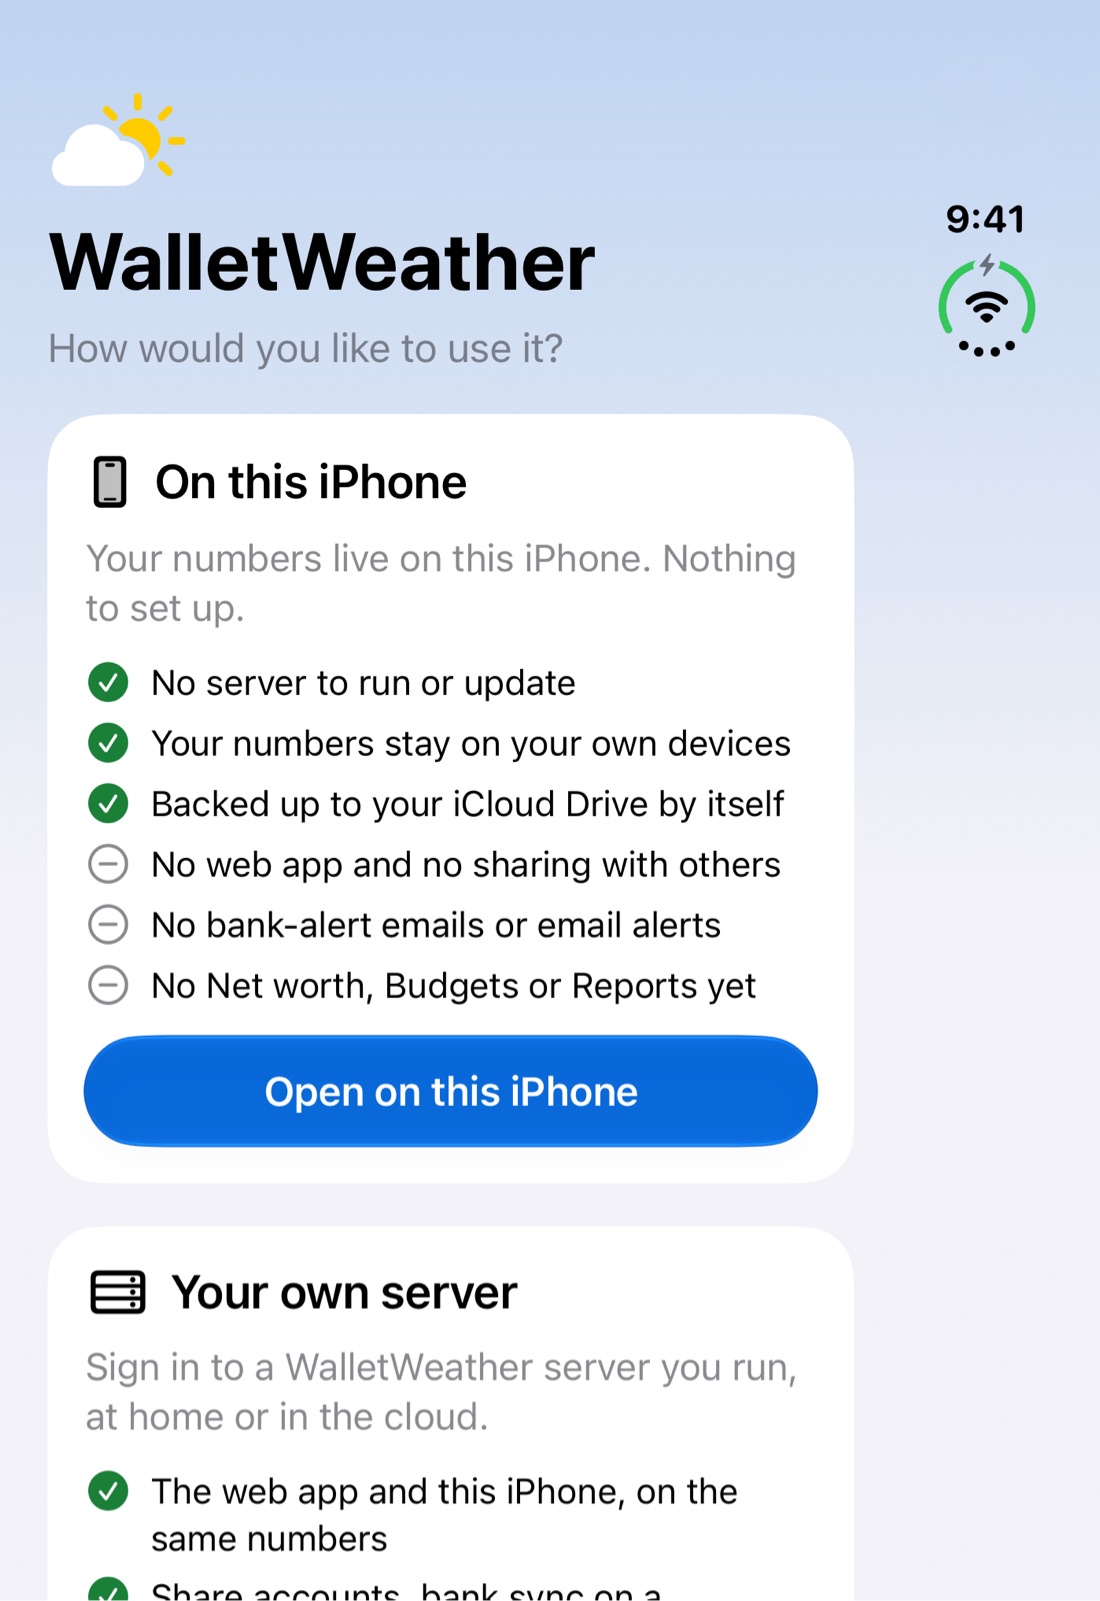 WalletWeather
How would you like to use it?
9:41
On this iPhone
Your numbers live on this iPhone. Nothing
to set up.
No server to run or update
Your numbers stay on your own devices
Backed up to your iCloud Drive by itself
No web app and no sharing with others
No bank-alert emails or email alerts
No Net worth, Budgets or Reports yet
Open on this iPhone
Your own server
Sign in to a WalletWeather server you run,
at home or in the cloud.
The web app and this iPhone, on the
same numbers
Share accounts, bank sync on a